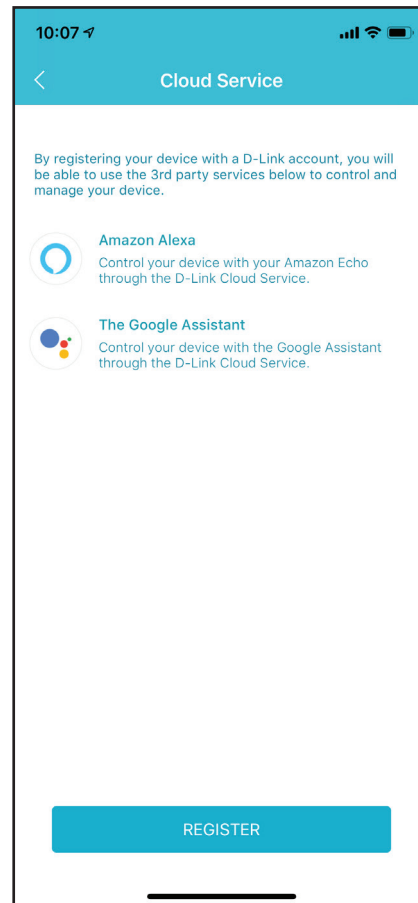 10:07
Cloud Service
By registering your device with a D-Link account, you will
be able to use the 3rd party services below to control and
manage your device.
Amazon Alexa
Control your device with your Amazon Echo
through the D-Link Cloud Service.
The Google Assistant
Control your device with the Google Assistant
through the D-Link Cloud Service.
REGISTER